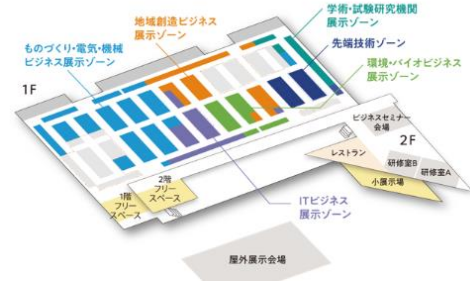 学術・試験研究機関
展示ゾーン
地域創造ビジネス
展示ゾーン
先端技術ゾーン
ものづくり・電気・機械
ビジネス展示ゾーン
環境・バイオビジネス
展示ゾーン
1F
ビジネスセミナー
会場
2F
レストラン
研修室B
研修室A
小展示場
2階
フリー
スペース
1階
フリー
スペース
ITビジネス
展示ゾーン
屋外展示会場